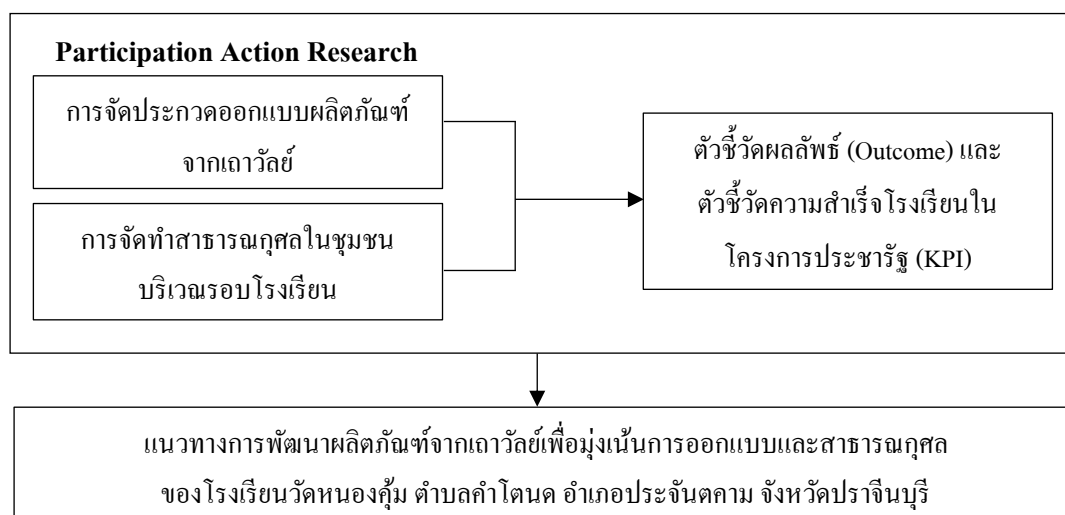 Participation Action Research
การจัดประกวดออกแบบผลิตภัณฑ์
จากเถาวัลย์
การจัดทำสาธารณกุศลในชุมชน
บริเวณรอบโรงเรียน
ตัวชี้วัดผลลัพธ์ (Outcome) และ
ตัวชี้วัดความสำเร็จโรงเรียนใน
โครงการประชารัฐ (KPI)
แนวทางการพัฒนาผลิตภัณฑ์จากเถาวัลย์เพื่อมุ่งเน้นการออกแบบและสาธารณกุศล
ของโรงเรียนวัดหนองคุ้ม ตำบลคำโตนด อำเภอประจันตคาม จังหวัดปราจีนบุรี